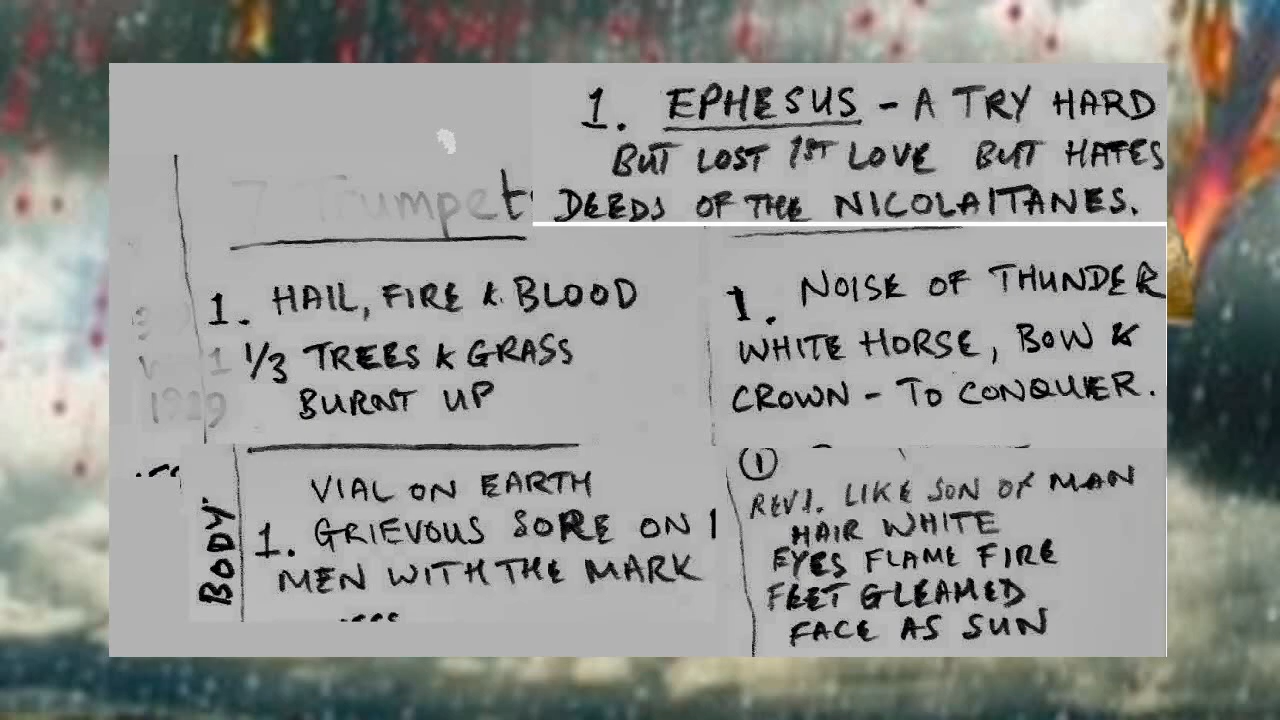 1. EPHESUS - A TRY HARD
BUT LOST 1ST LOVE BUT HATES
DEEDS OF THE NICOLAITANES.
7 Trumpet
1. HAIL, FIRE & BLOOD
1/3 TREES & GRASS
BURNT UP
1. NOISE OF THUNDER
WHITE HORSE, BOW &
CROWN - TO CONQUER.
BODY
VIAL ON EARTH
1. GRIEVOUS SORE ON
MEN WITH THE MARK
①
REV 1. LIKE SON OF MAN
HAIR WHITE
EYES FLAME FIRE
FEET GLEAMED
FACE AS SUN